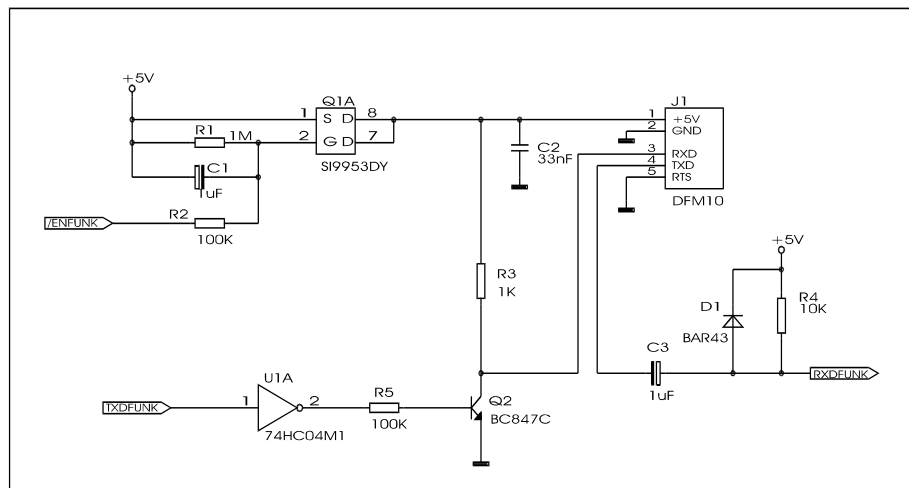 +5V
Q1A
J1
R1
1M
1
S D
8
2
G D
7
SI9953DY
C1
1uF
/ENFUNK
R2
100K
C2
33nF
1
+5V
2
GND
3
RXD
4
TXD
5
RTS
DFM10
R3
1K
+5V
D1
BAR43
R4
10K
C3
1uF
RXDFUNK
TXDFUNK
U1A
1
2
74HC04M1
R5
100K
Q2
BC847C